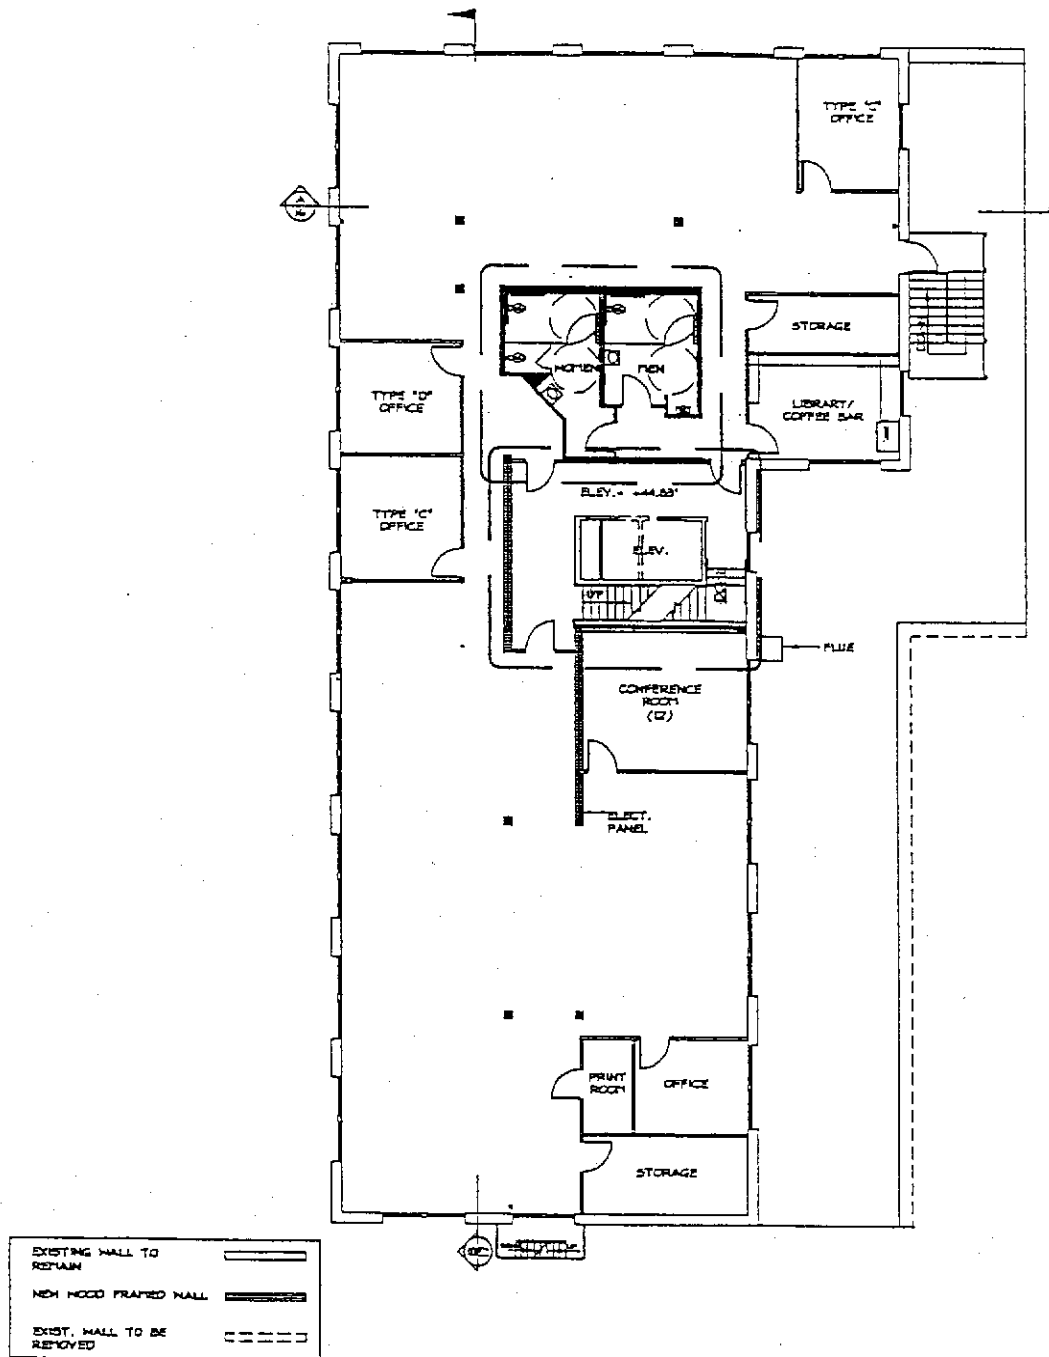 TYPE "C"
OFFICE
STORAGE
WOMEN
MEN
LIBRARY/
COFFEE BAR
TYPE "D"
OFFICE
TYPE "C"
OFFICE
ELEV.
UP
FLUE
CONFERENCE
ROOM
(12)
ELECT.
PANEL
PRINT
ROOM
OFFICE
STORAGE
EXISTING WALL TO
REMAIN
NEW WOOD FRAMED WALL
EXIST. WALL TO BE
REMOVED